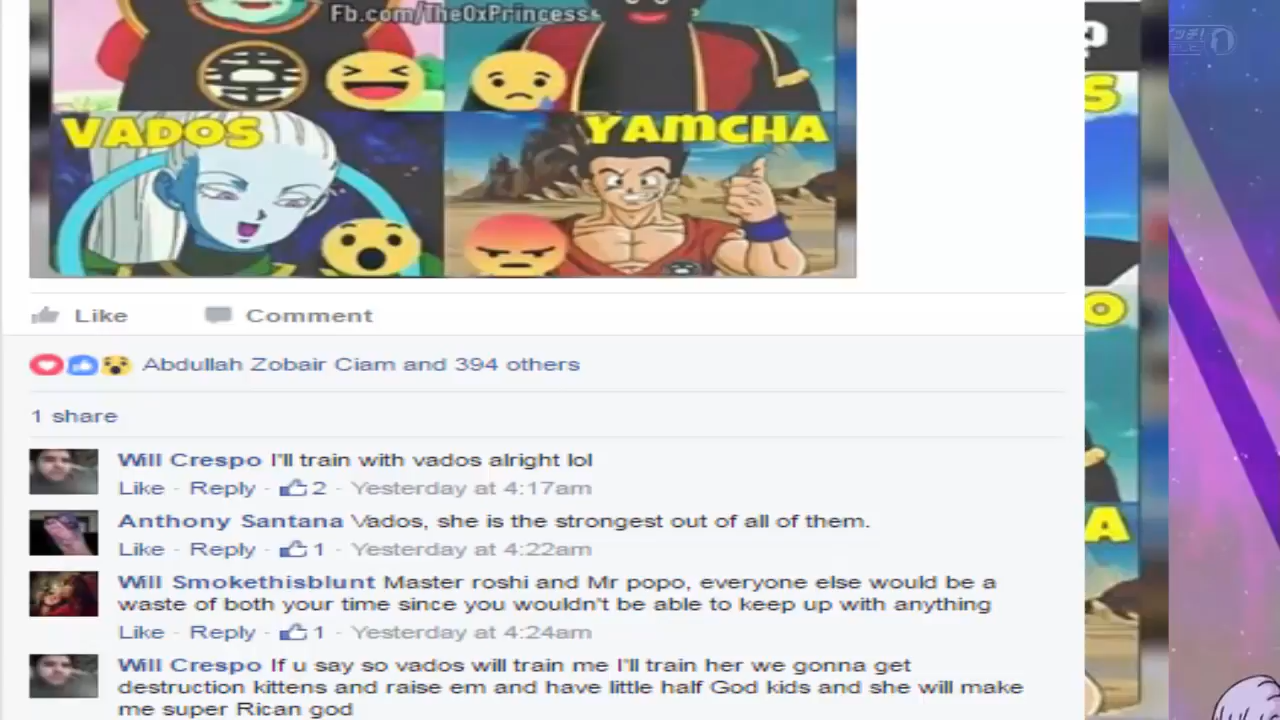 Fb.com/The0xPrincess
VADOS
YAMCHA
S
O
A
Like
Comment
Abdullah Zobair Ciam and 394 others
1 share
Will Crespo I'll train with vados alright lol
Like · Reply · 2 · Yesterday at 4:17am
Anthony Santana Vados, she is the strongest out of all of them.
Like · Reply · 1 · Yesterday at 4:22am
Will Smokethisblunt Master roshi and Mr popo, everyone else would be a
waste of both your time since you wouldn't be able to keep up with anything
Like · Reply · 1 · Yesterday at 4:24am
Will Crespo If u say so vados will train me I'll train her we gonna get
destruction kittens and raise em and have little half God kids and she will make
me super Rican god